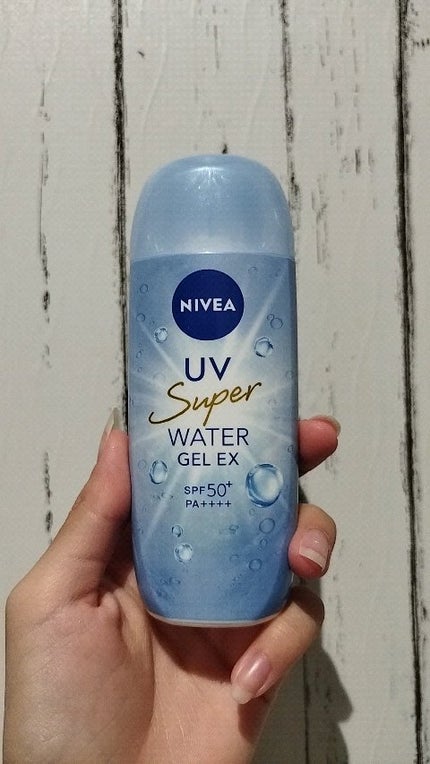 NIVEA
UV
Super
WATER
GEL EX
SPF50+
PA++++